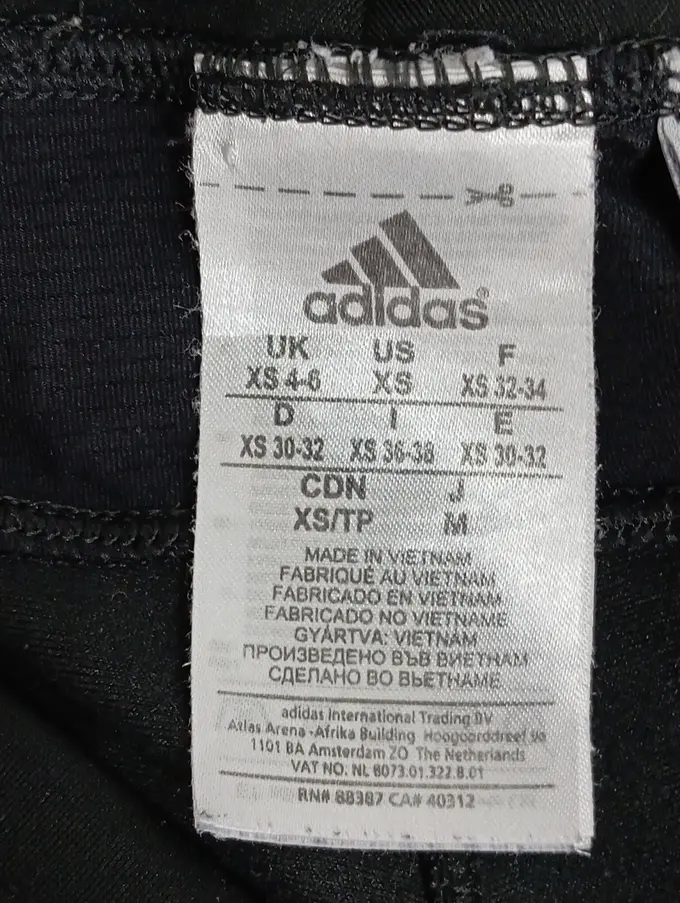 adidas®
UK US F
XS 4-6 XS XS 32-34
D I E
XS 30-32 XS 36-38 XS 30-32
CDN J
XS/TP M
MADE IN VIETNAM
FABRIQUÉ AU VIETNAM
FABRICADO EN VIETNAM
FABRICADO NO VIETNAME
GYÁRTVA: VIETNAM
ПРОИЗВЕДЕНО ВЪВ ВИЕТНАМ
СДЕЛАНО ВО ВЬЕТНАМЕ
adidas International Trading BV
Atlas Arena -Afrika Building Hoogoorddreef 9a
1101 BA Amsterdam ZO The Netherlands
VAT NO: NL 8073.01.322.B.01
RN# 88387 CA# 40312